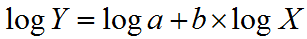 log Y = log a + b × log X